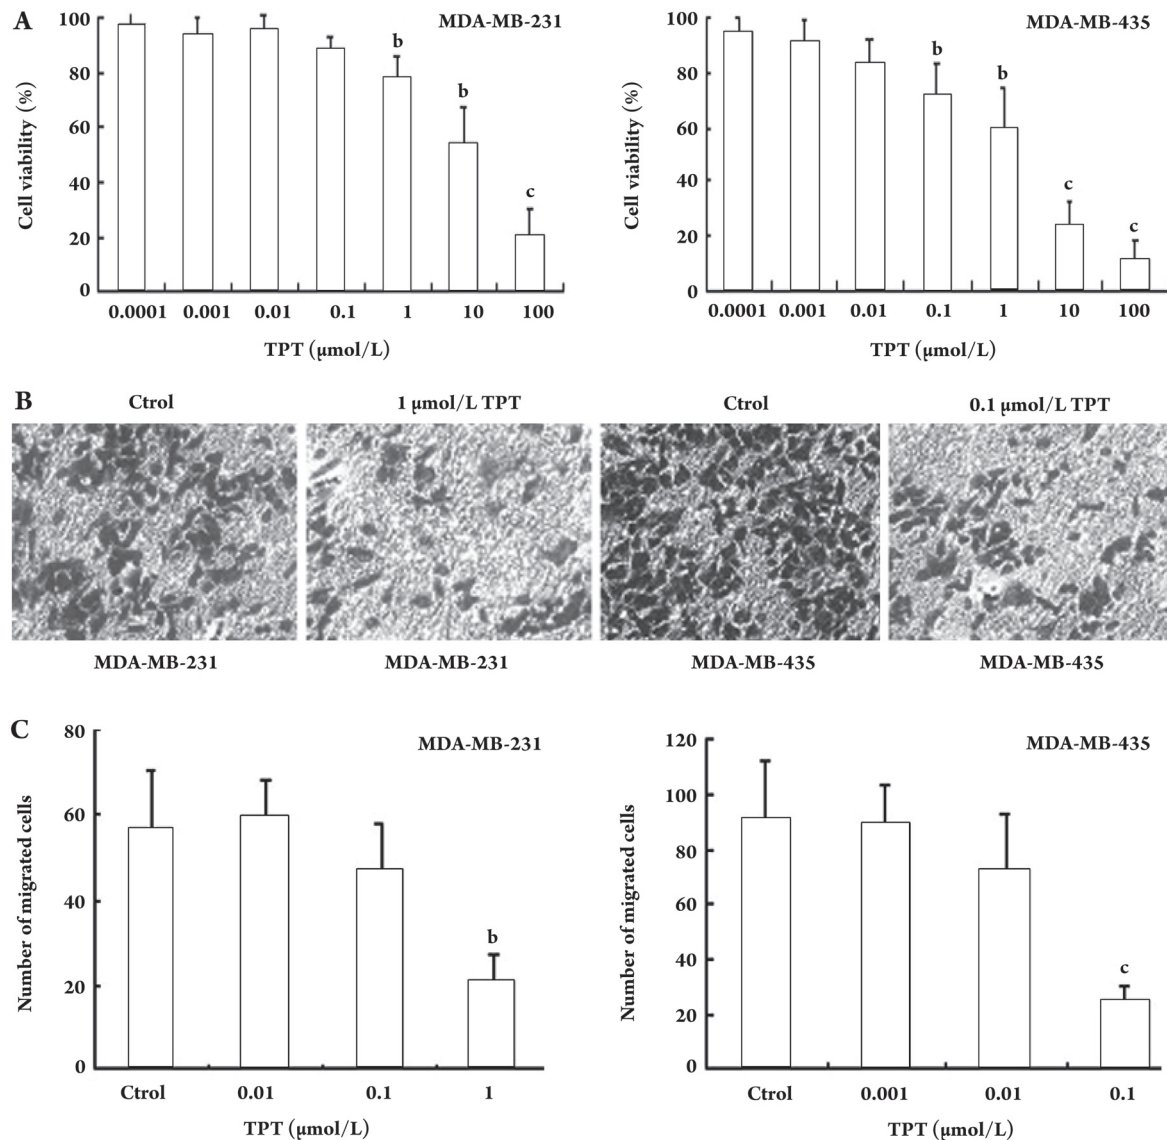 A
MDA-MB-231
100
80
60
40
20
0
Cell viability (%)
b
b
c
0.0001 0.001 0.01 0.1 1 10 100
TPT (μmol/L)
MDA-MB-435
100
80
60
40
20
0
Cell viability (%)
b
b
c
c
0.0001 0.001 0.01 0.1 1 10 100
TPT (μmol/L)
B
Ctrol 1 μmol/L TPT Ctrol 0.1 μmol/L TPT
MDA-MB-231 MDA-MB-231 MDA-MB-435 MDA-MB-435
C
MDA-MB-231
80
60
40
20
0
Number of migrated cells
b
Ctrol 0.01 0.1 1
TPT (μmol/L)
MDA-MB-435
120
100
80
60
40
20
0
Number of migrated cells
c
Ctrol 0.001 0.01 0.1
TPT (μmol/L)